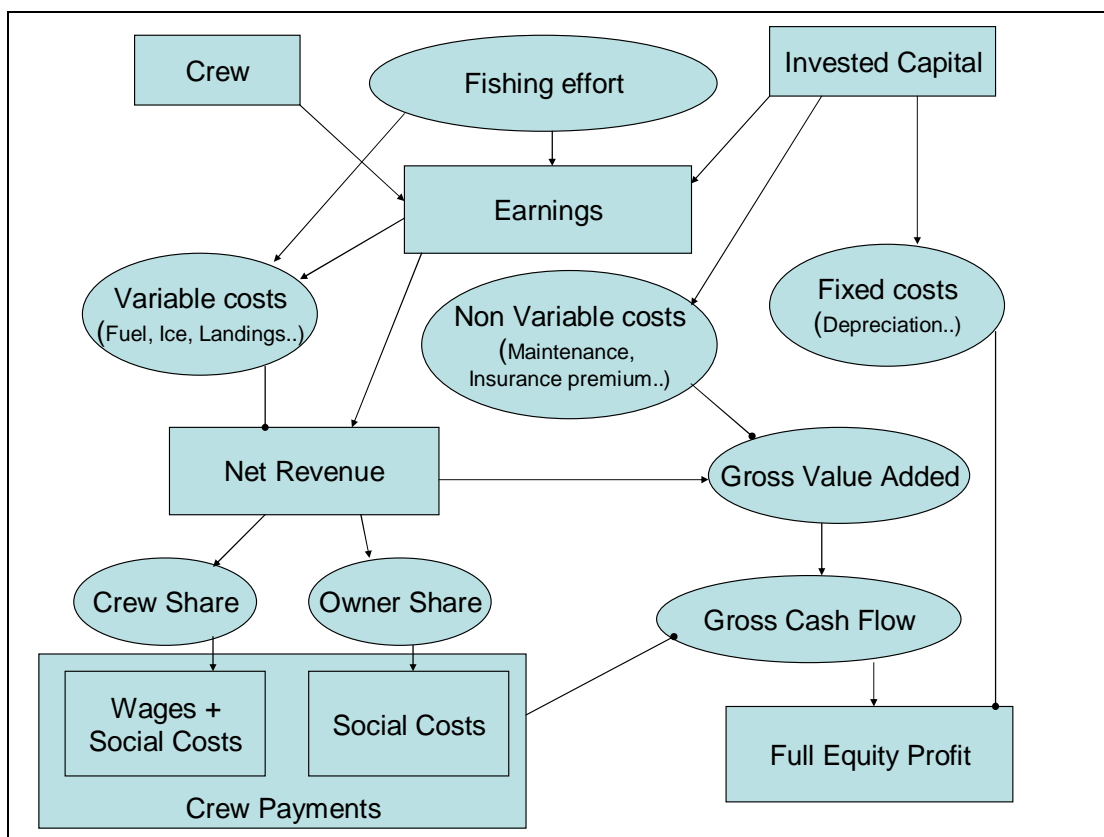 Crew
Fishing effort
Invested Capital
Earnings
Variable costs
(Fuel, Ice, Landings..)
Non Variable costs
(Maintenance,
Insurance premium..)
Fixed costs
(Depreciation..)
Net Revenue
Gross Value Added
Crew Share
Owner Share
Gross Cash Flow
Wages +
Social Costs
Social Costs
Crew Payments
Full Equity Profit